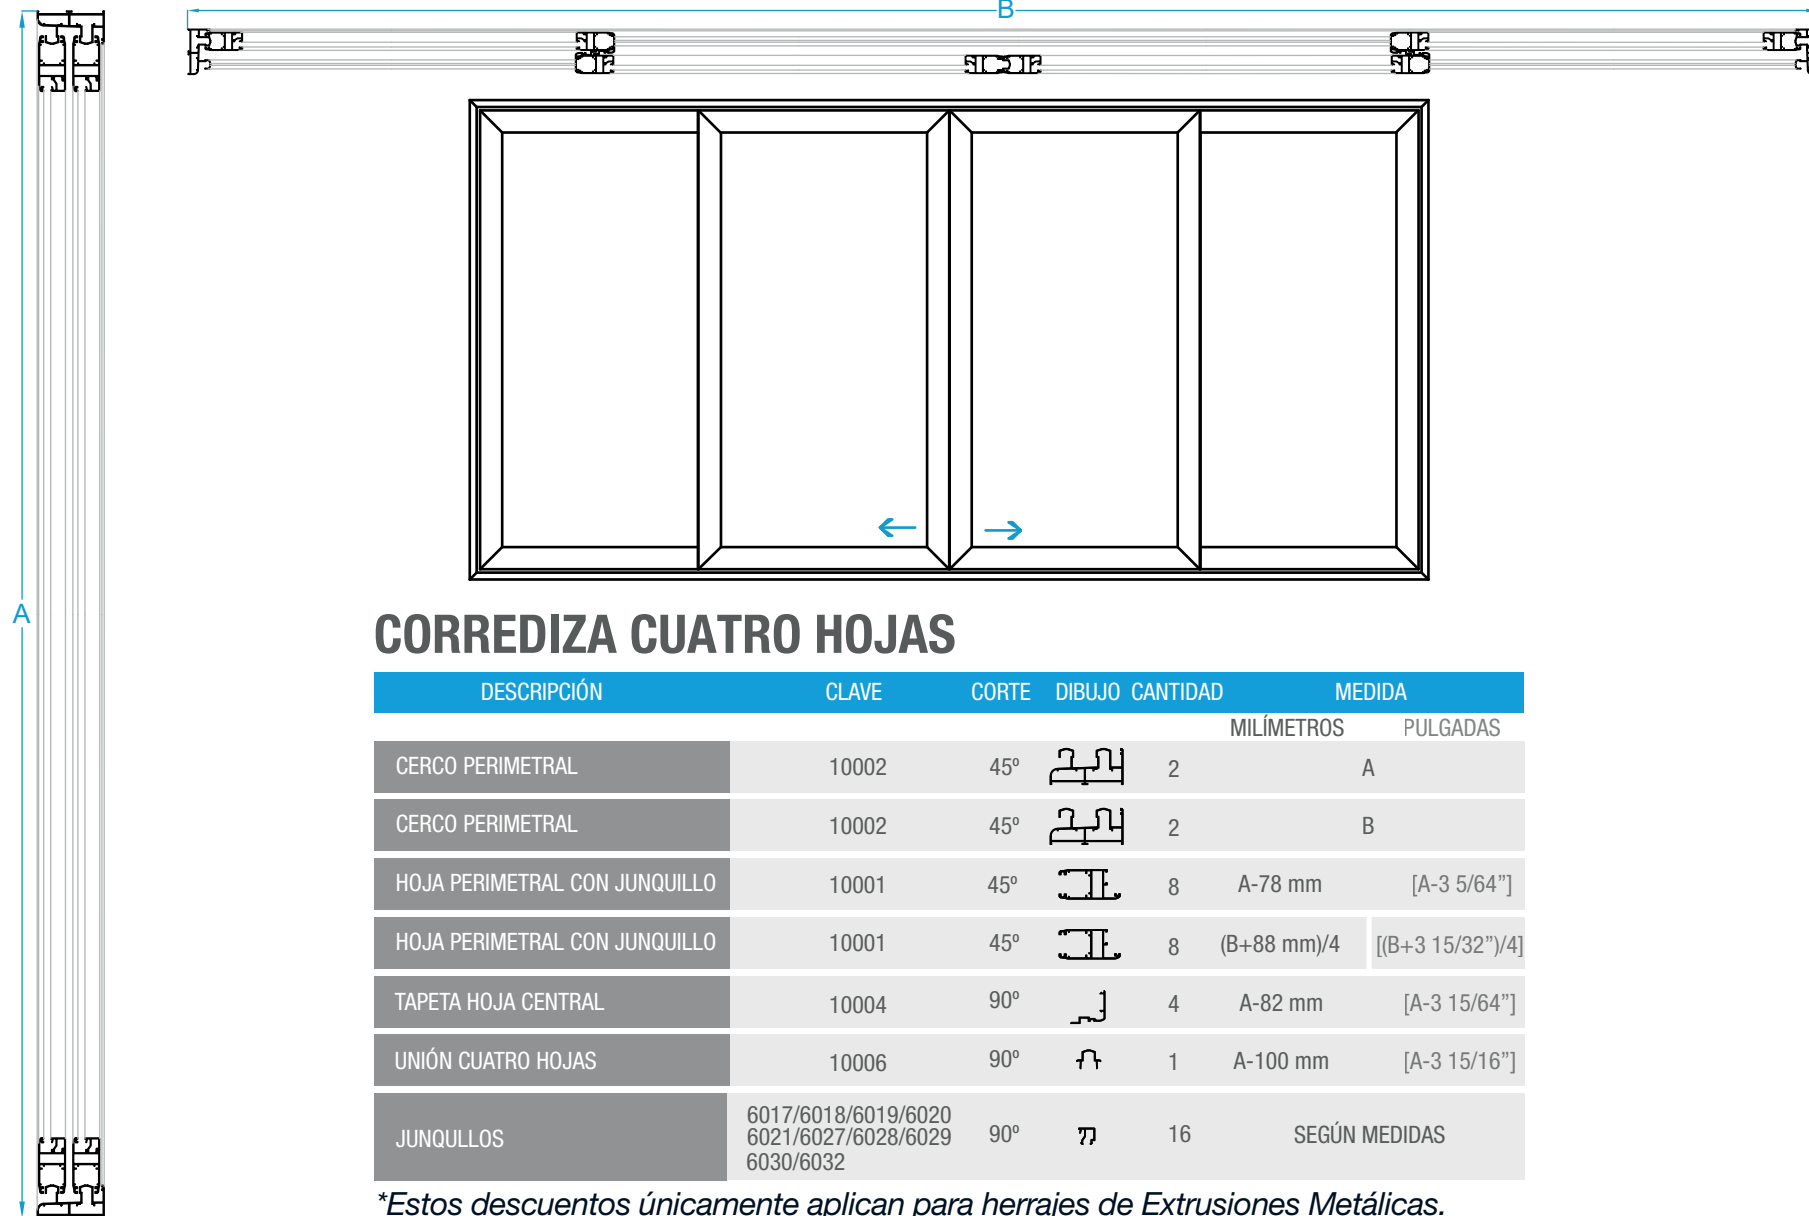 B
A
CORREDIZA CUATRO HOJAS
DESCRIPCIÓN CLAVE CORTE DIBUJO CANTIDAD MEDIDA
MILÍMETROS PULGADAS
CERCO PERIMETRAL 10002 45º 2 A
CERCO PERIMETRAL 10002 45º 2 B
HOJA PERIMETRAL CON JUNQUILLO 10001 45º 8 A-78 mm [A-3 5/64”]
HOJA PERIMETRAL CON JUNQUILLO 10001 45º 8 (B+88 mm)/4 [(B+3 15/32”)/4]
TAPETA HOJA CENTRAL 10004 90º 4 A-82 mm [A-3 15/64”]
UNIÓN CUATRO HOJAS 10006 90º 1 A-100 mm [A-3 15/16”]
JUNQULLOS 6017/6018/6019/6020 90º 16 SEGÚN MEDIDAS
6021/6027/6028/6029
6030/6032
*Estos descuentos únicamente aplican para herrajes de Extrusiones Metálicas.